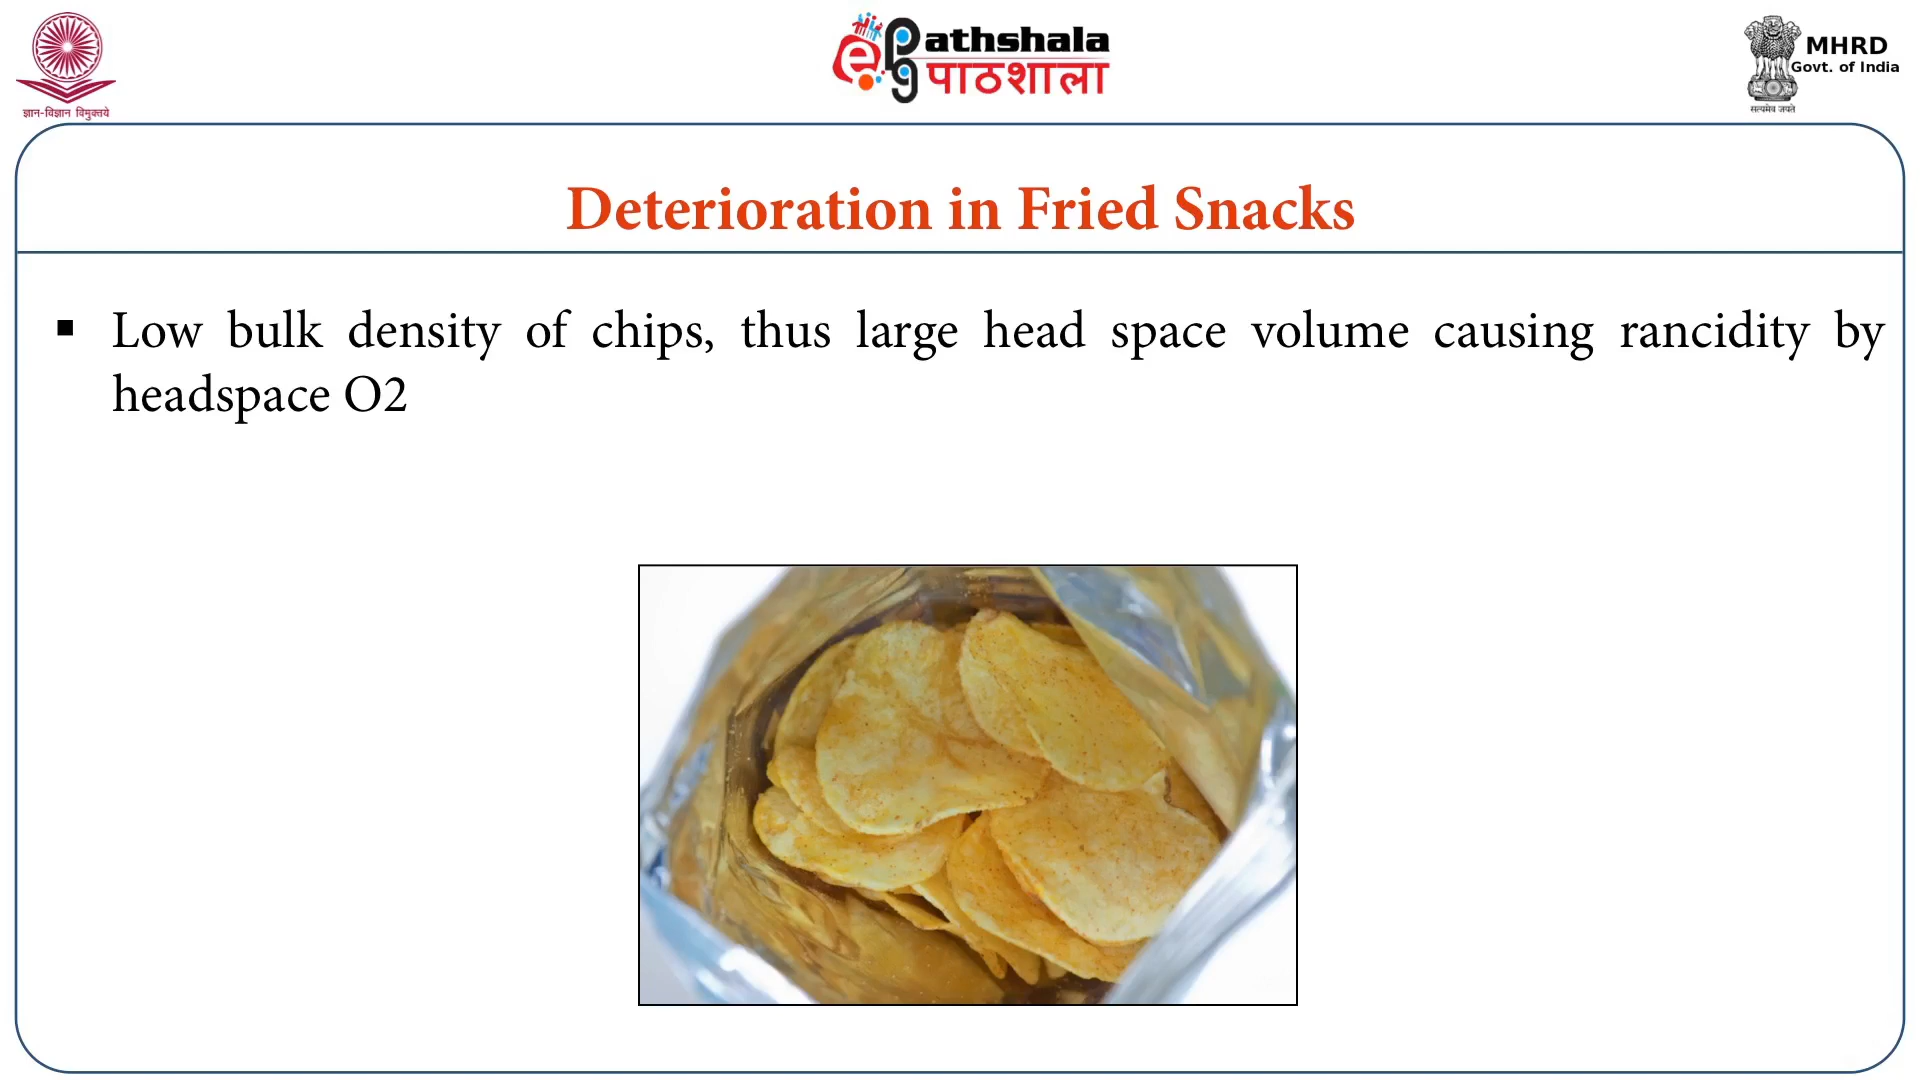 ज्ञान-विज्ञान विमुक्तये
e Pg athshala
पाठशाला
सत्यमेव जयते
MHRD
Govt. of India
Deterioration in Fried Snacks
▪ Low bulk density of chips, thus large head space volume causing rancidity by
headspace O2